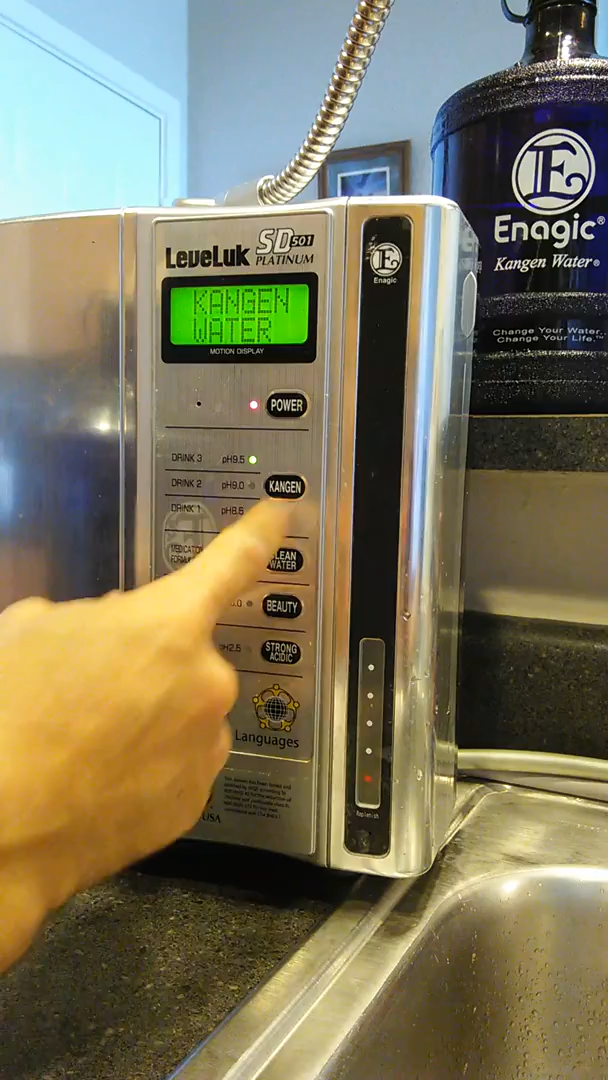 LeveLuk SD501
PLATINUM
KANGEN
WATER
MOTION DISPLAY
POWER
DRINK 3 pH9.5
DRINK 2 pH9.0 KANGEN
DRINK 1 pH8.5
CLEAN
WATER
BEAUTY
pH2.5 STRONG
ACIDIC
Languages
USA
E
Enagic
Replenish
E
Enagic®
Kangen Water®
Change Your Water.
Change Your Life.™